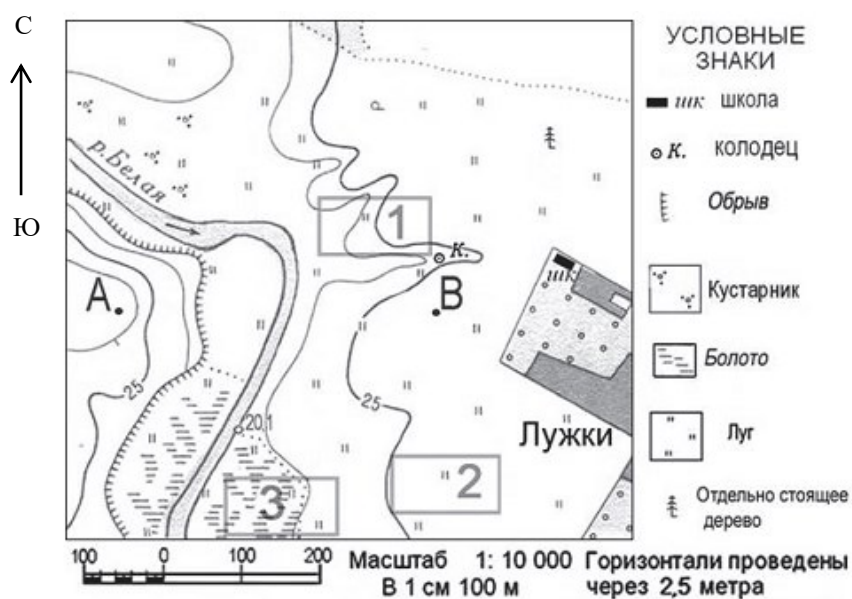 С
Ю
р.Белая
А.
25
20,1
1
К.
В
25
2
3
шк
Лужки
Р
УСЛОВНЫЕ
ЗНАКИ
шк школа
К. колодец
Обрыв
Кустарник
Болото
Луг
Отдельно стоящее
дерево
100 0 100 200
Масштаб 1: 10 000 Горизонтали проведены
В 1 см 100 м через 2,5 метра